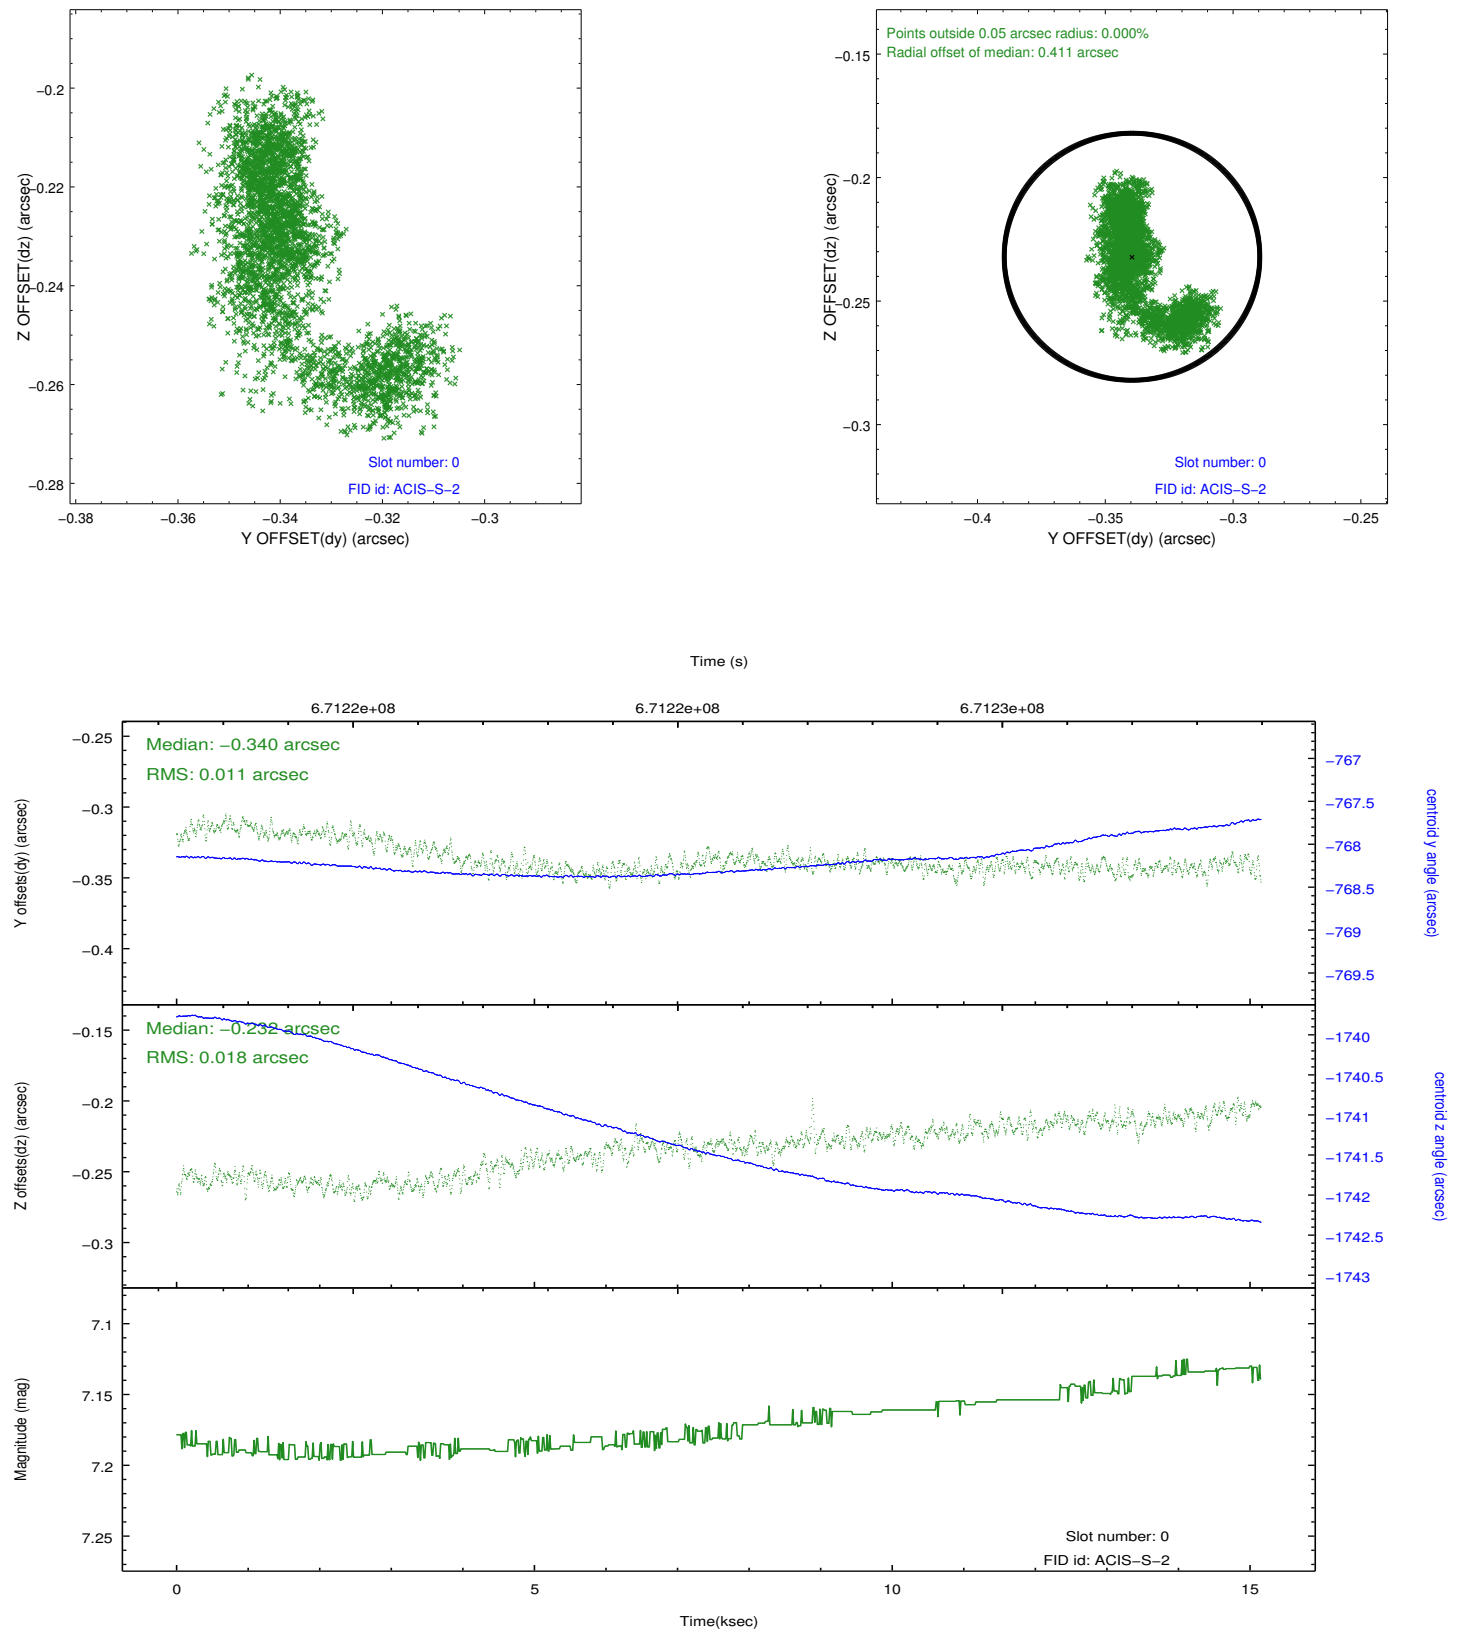 −0.2
−0.22
−0.24
−0.26
−0.28
Z OFFSET(dz) (arcsec)
Slot number: 0
FID id: ACIS−S−2
−0.38
−0.36
−0.34
−0.32
−0.3
Y OFFSET(dy) (arcsec)
Points outside 0.05 arcsec radius: 0.000%
Radial offset of median: 0.411 arcsec
−0.15
−0.2
−0.25
−0.3
Z OFFSET(dz) (arcsec)
Slot number: 0
FID id: ACIS−S−2
−0.4
−0.35
−0.3
−0.25
Y OFFSET(dy) (arcsec)
Time (s)
6.7122e+08
6.7122e+08
6.7123e+08
Median: −0.340 arcsec
RMS: 0.011 arcsec
−0.25
−0.3
−0.35
−0.4
Y offsets(dy) (arcsec)
−767
−767.5
−768
−768.5
−769
−769.5
centroid y angle (arcsec)
Median: −0.232 arcsec
RMS: 0.018 arcsec
−0.15
−0.2
−0.25
−0.3
Z offsets(dz) (arcsec)
−1740
−1740.5
−1741
−1741.5
−1742
−1742.5
−1743
centroid z angle (arcsec)
7.1
7.15
7.2
7.25
Magnitude (mag)
Slot number: 0
FID id: ACIS−S−2
0
5
10
15
Time(ksec)